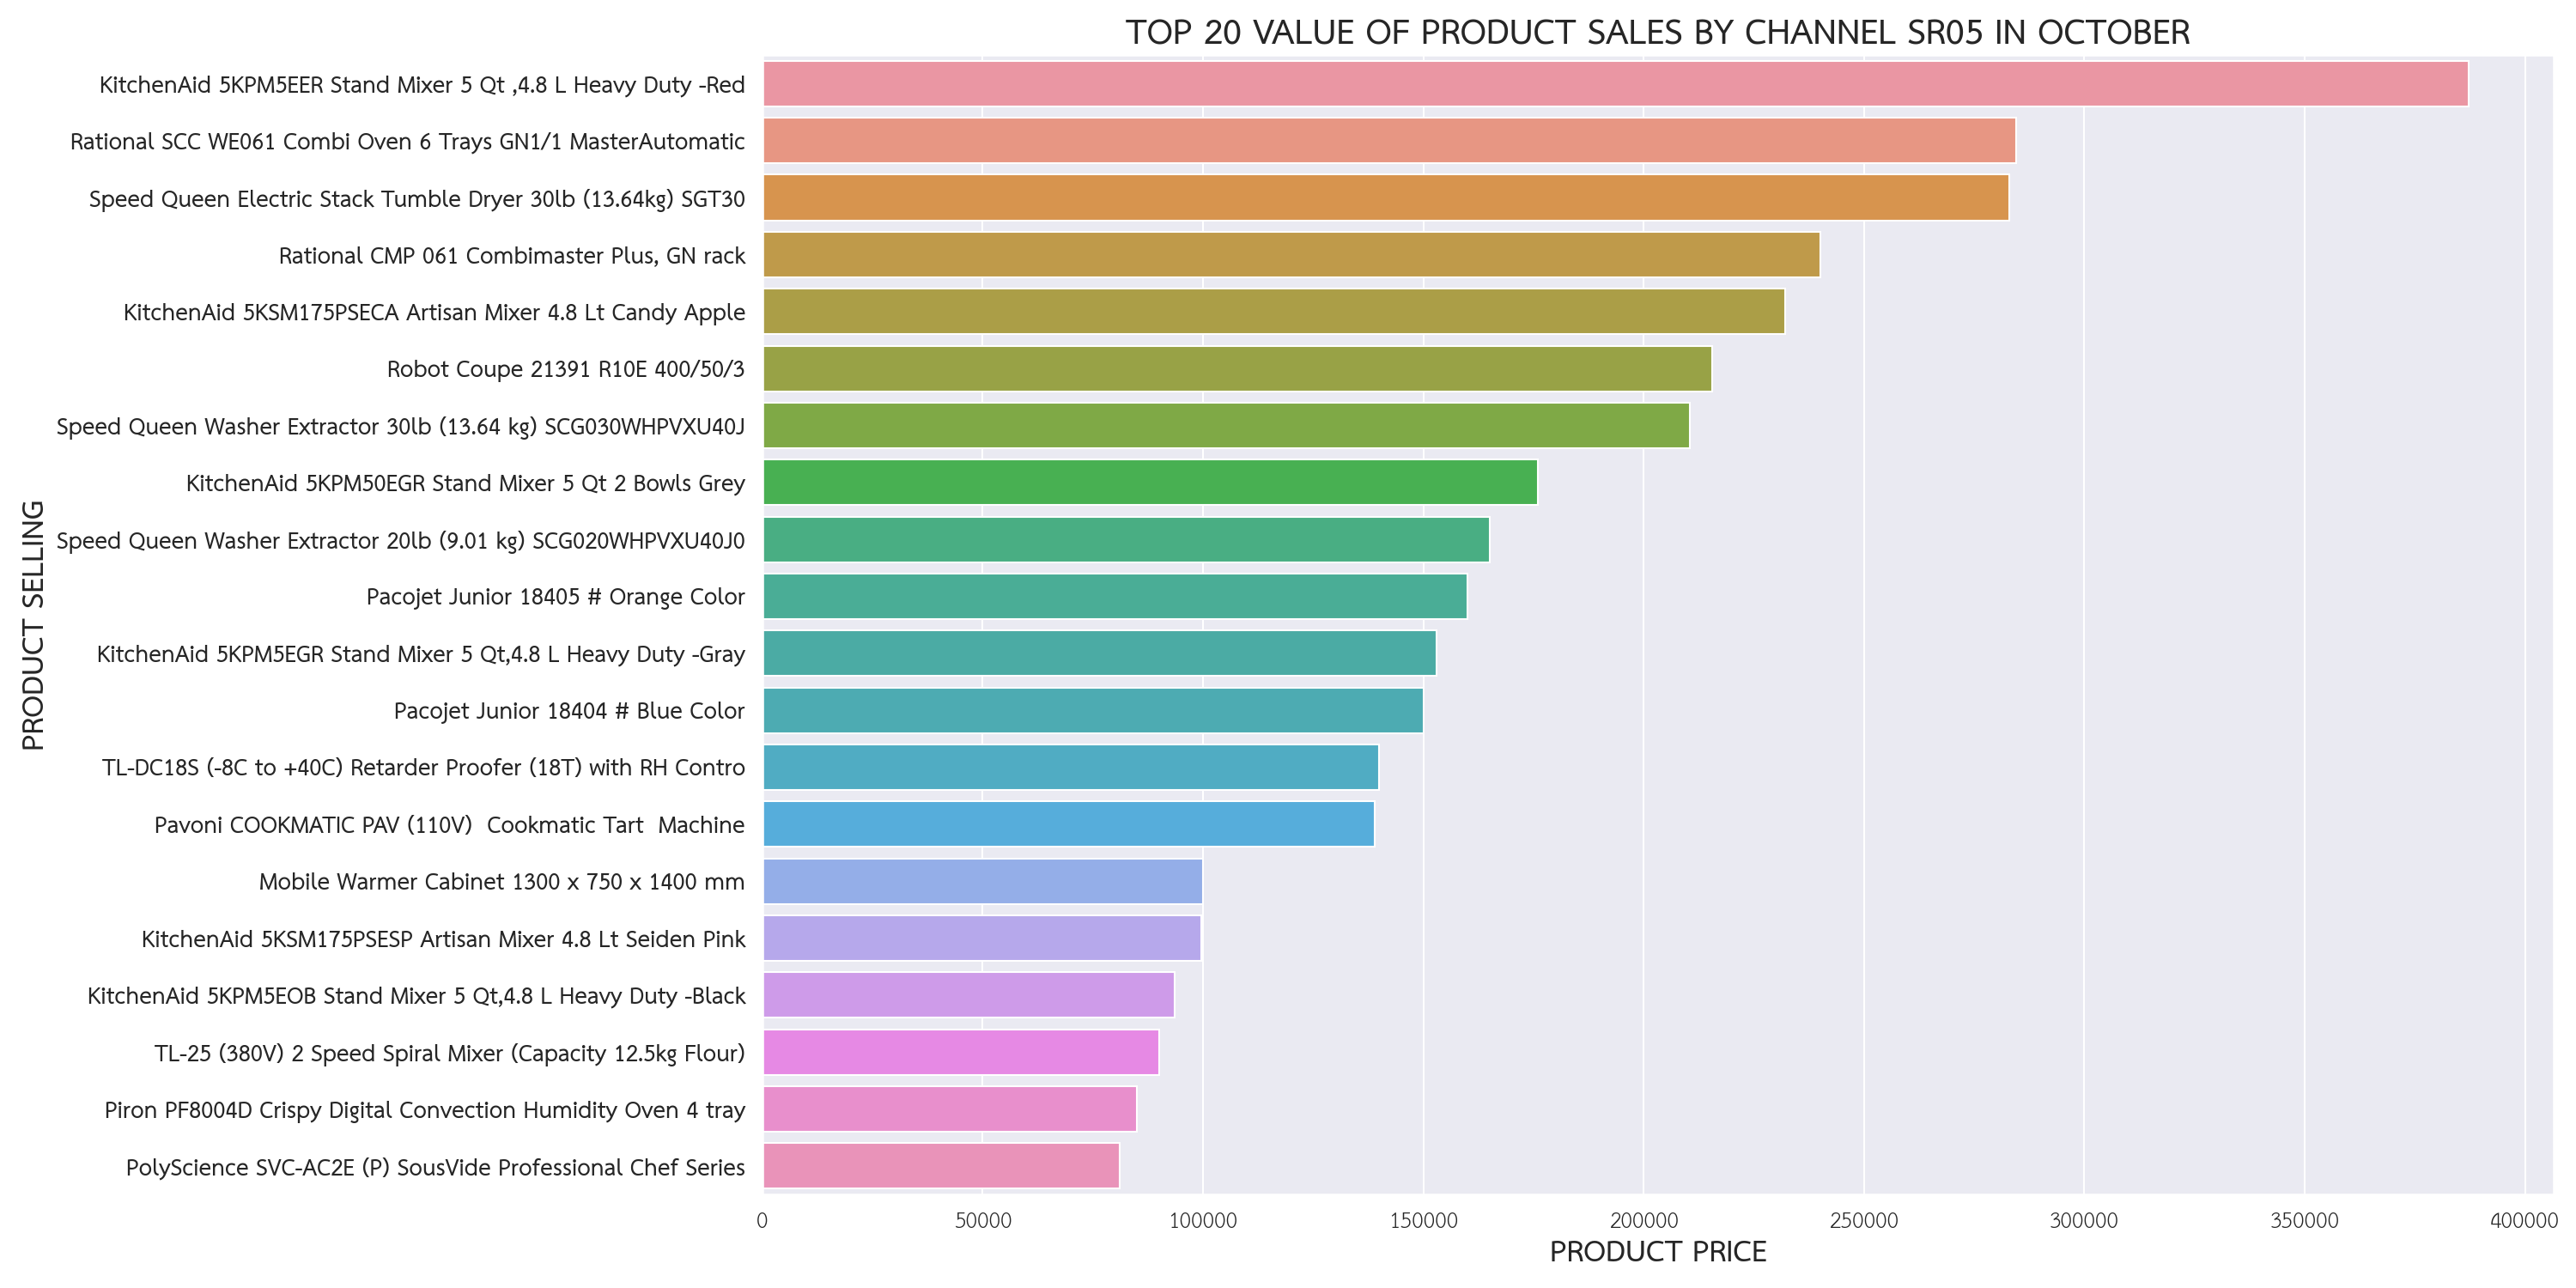 TOP 20 VALUE OF PRODUCT SALES BY CHANNEL SR05 IN OCTOBER
PRODUCT SELLING
KitchenAid 5KPM5EER Stand Mixer 5 Qt ,4.8 L Heavy Duty -Red
Rational SCC WE061 Combi Oven 6 Trays GN1/1 MasterAutomatic
Speed Queen Electric Stack Tumble Dryer 30lb (13.64kg) SGT30
Rational CMP 061 Combimaster Plus, GN rack
KitchenAid 5KSM175PSECA Artisan Mixer 4.8 Lt Candy Apple
Robot Coupe 21391 R10E 400/50/3
Speed Queen Washer Extractor 30lb (13.64 kg) SCG030WHPVXU40J
KitchenAid 5KPM50EGR Stand Mixer 5 Qt 2 Bowls Grey
Speed Queen Washer Extractor 20lb (9.01 kg) SCG020WHPVXU40J0
Pacojet Junior 18405 # Orange Color
KitchenAid 5KPM5EGR Stand Mixer 5 Qt,4.8 L Heavy Duty -Gray
Pacojet Junior 18404 # Blue Color
TL-DC18S (-8C to +40C) Retarder Proofer (18T) with RH Contro
Pavoni COOKMATIC PAV (110V)  Cookmatic Tart  Machine
Mobile Warmer Cabinet 1300 x 750 x 1400 mm
KitchenAid 5KSM175PSESP Artisan Mixer 4.8 Lt Seiden Pink
KitchenAid 5KPM5EOB Stand Mixer 5 Qt,4.8 L Heavy Duty -Black
TL-25 (380V) 2 Speed Spiral Mixer (Capacity 12.5kg Flour)
Piron PF8004D Crispy Digital Convection Humidity Oven 4 tray
PolyScience SVC-AC2E (P) SousVide Professional Chef Series
0 50000 100000 150000 200000 250000 300000 350000 400000
PRODUCT PRICE